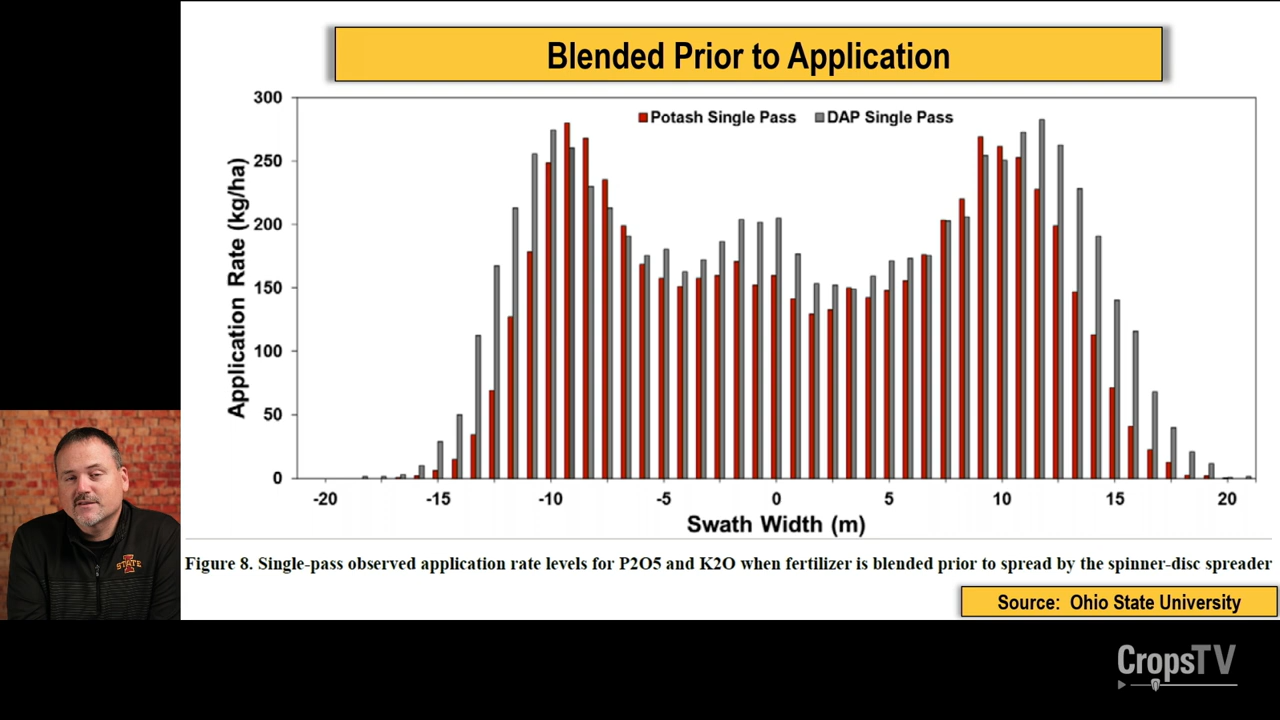 Blended Prior to Application
Potash Single Pass DAP Single Pass
Application Rate (kg/ha)
300
250
200
150
100
50
0
-20 -15 -10 -5 0 5 10 15 20
Swath Width (m)
Figure 8. Single-pass observed application rate levels for P2O5 and K2O when fertilizer is blended prior to spread by the spinner-disc spreader
Source: Ohio State University
STATE
CropsTV